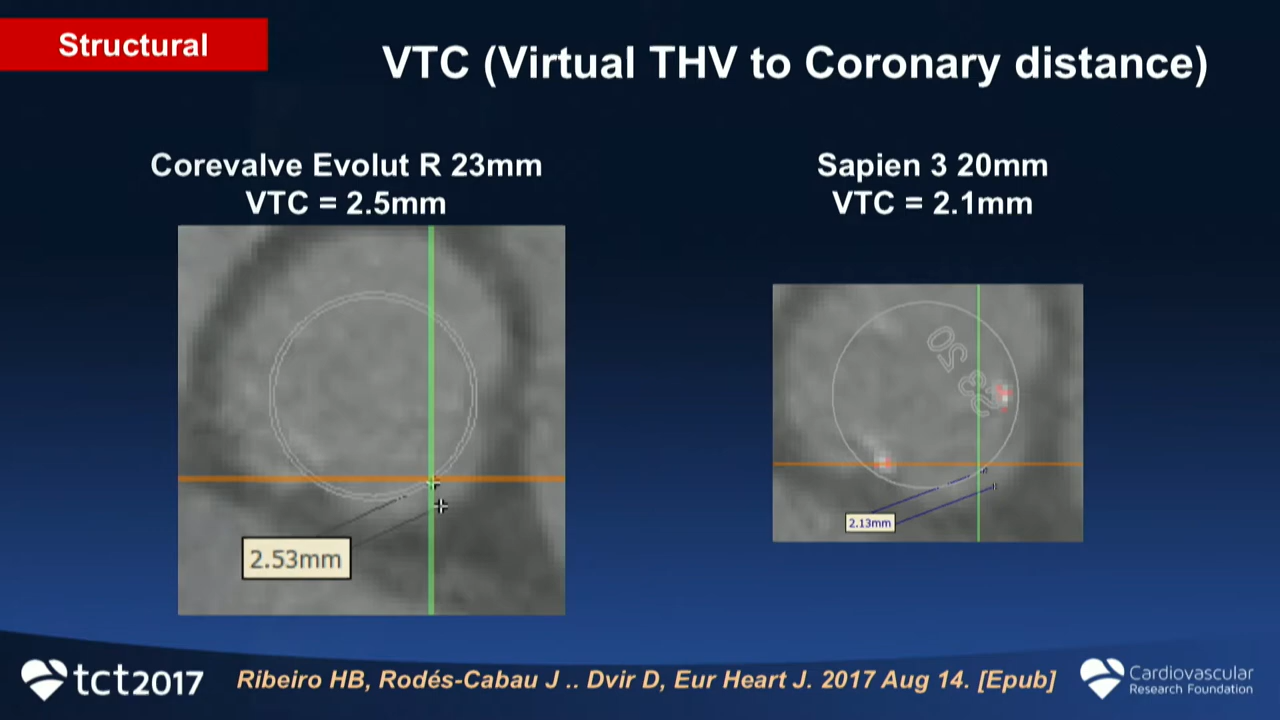 Structural
VTC (Virtual THV to Coronary distance)
Corevalve Evolut R 23mm
VTC = 2.5mm
Sapien 3 20mm
VTC = 2.1mm
2.53mm
S3 20
2.13mm
tct2017
Ribeiro HB, Rodés-Cabau J .. Dvir D, Eur Heart J. 2017 Aug 14. [Epub]
Cardiovascular
Research Foundation